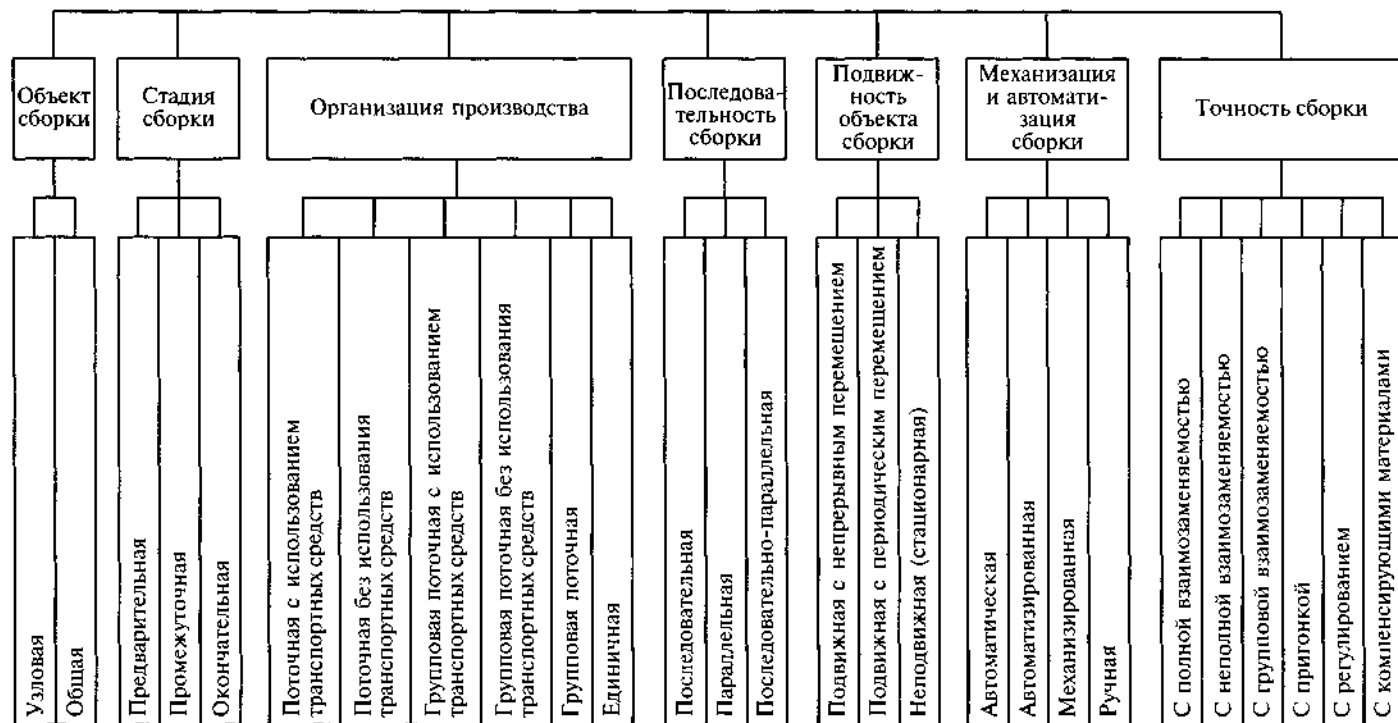 Объект
сборки
Стадия
сборки
Организация производства
Последова-
тельность
сборки
Подвиж-
ность
объекта
сборки
Механизация
и автомати-
зация
сборки
Точность сборки
Узловая
Общая
Предварительная
Промежуточная
Окончательная
Поточная с использованием
транспортных средств
Поточная без использования
транспортных средств
Групповая поточная с использованием
транспортных средств
Групповая поточная без использования
транспортных средств
Групповая поточная
Единичная
Последовательная
Параллельная
Последовательно-параллельная
Подвижная с непрерывным перемещением
Подвижная с периодическим перемещением
Неподвижная (стационарная)
Автоматическая
Автоматизированная
Механизированная
Ручная
С полной взаимозаменяемостью
С неполной взаимозаменяемостью
С групповой взаимозаменяемостью
С пригонкой
С регулированием
С компенсирующими материалами